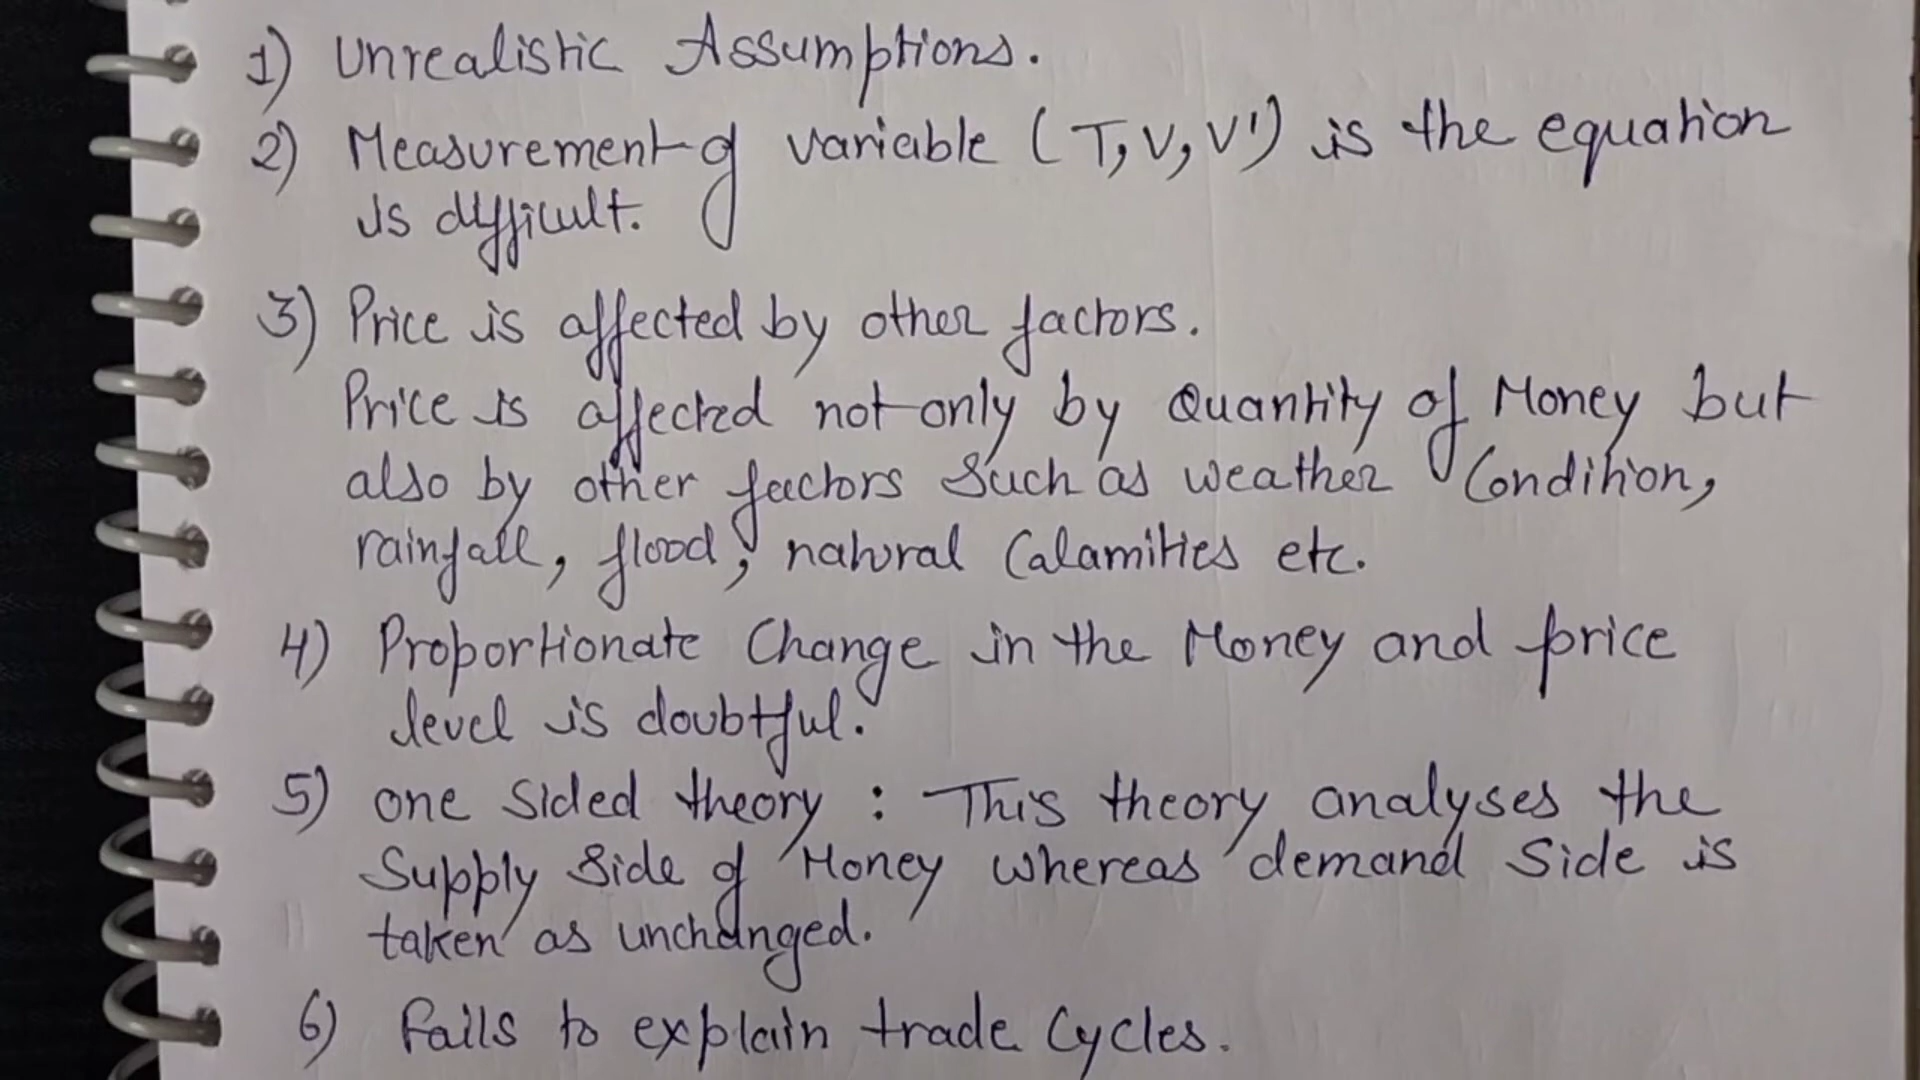 1) Unrealistic Assumptions.
2) Measurement of variable (T, V, V') is the equation
is difficult.
3) Price is affected by other factors.
Price is affected not only by Quantity of Money but
also by other factors such as weather Condition,
rainfall, flood, natural Calamities etc.
4) Proportionate Change in the Money and price
level is doubtful.
5) one sided theory : This theory analyses the
Supply side of Money whereas demand side is
taken as unchanged.
6) Fails to explain trade Cycles.